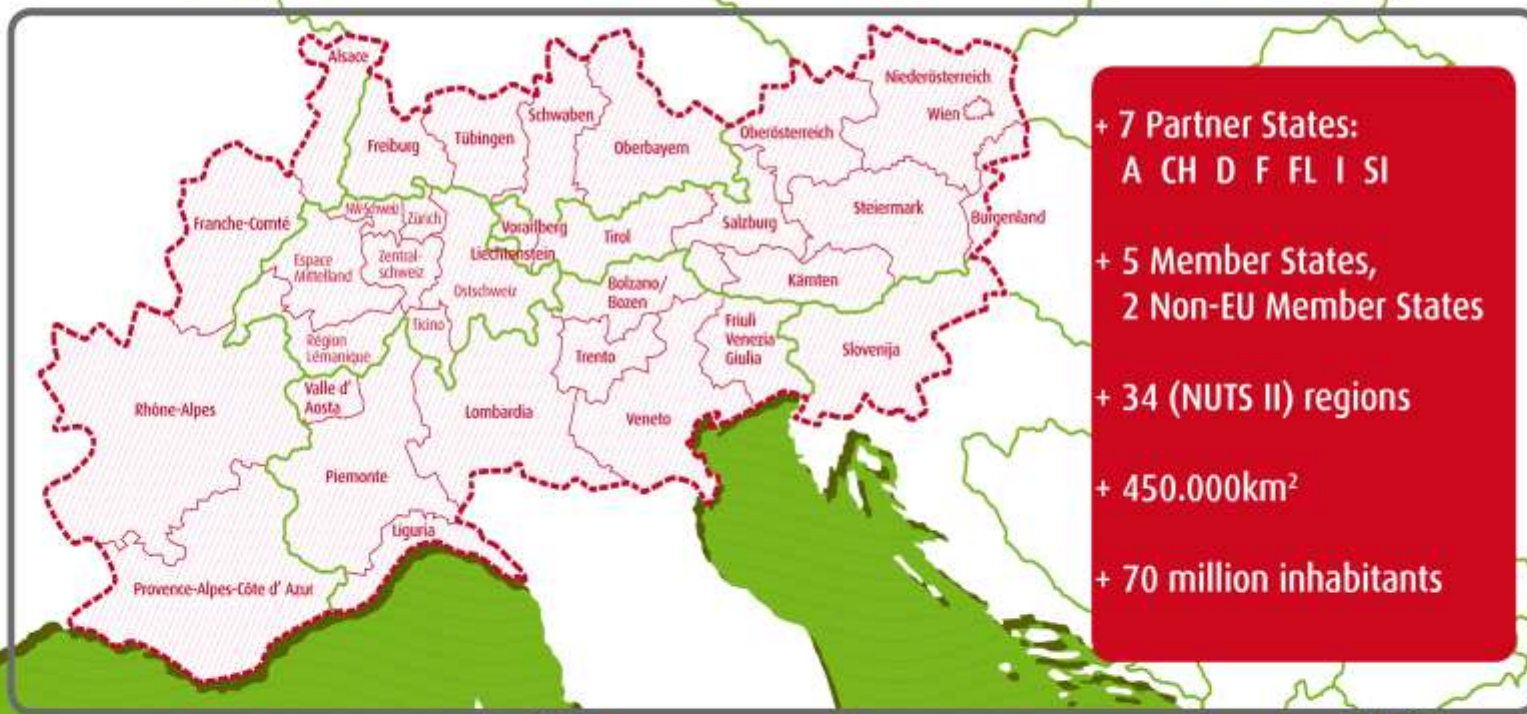 Alsace
Niederösterreich
Wien
Schwaben
Tübingen
Freiburg
Oberbayern
Oberösterreich
Franche-Comté
NW-Schweiz
Zürich
Vorarlberg
Tirol
Salzburg
Steiermark
Burgenland
Espace
Mittelland
Zentral-
schweiz
Liechtenstein
Ostschweiz
Bolzano/
Bozen
Kärnten
Région
Lémanique
Ticino
Trento
Friuli
Venezia
Giulia
Slovenija
Rhône-Alpes
Valle d'
Aosta
Lombardia
Veneto
Piemonte
Liguria
Provence-Alpes-Côte d' Azur
+ 7 Partner States:
A CH D F FL I SI
+ 5 Member States,
2 Non-EU Member States
+ 34 (NUTS II) regions
+ 450.000km²
+ 70 million inhabitants